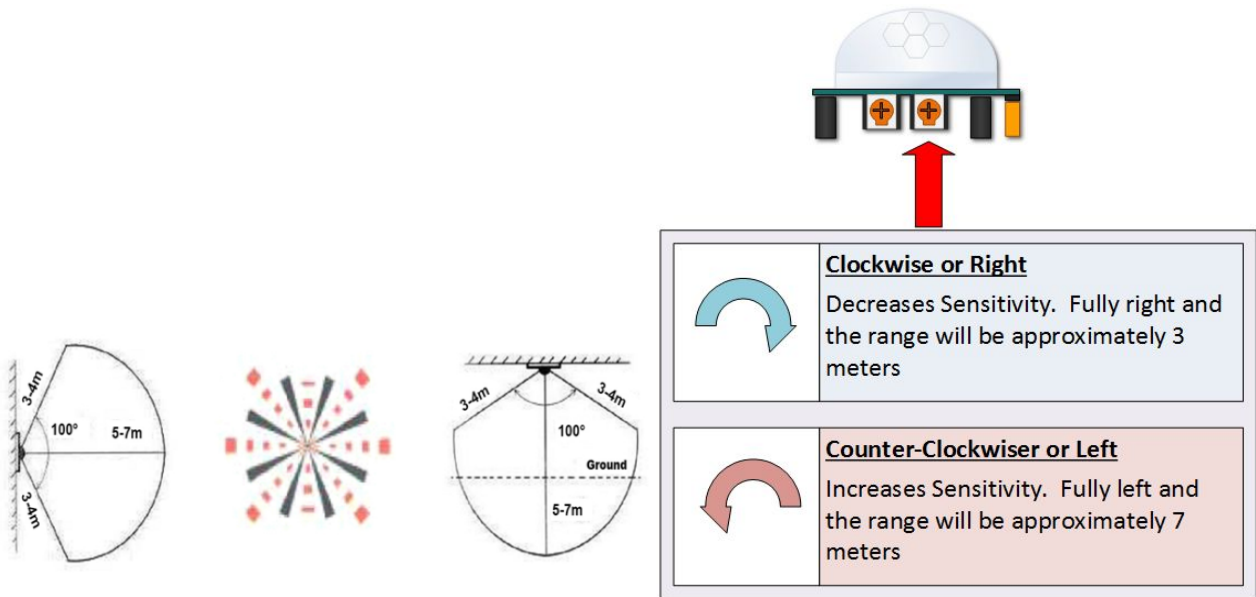 3-4m
100°
5-7m
3-4m
3-4m
3-4m
100°
Ground
5-7m
Clockwise or Right
Decreases Sensitivity. Fully right and
the range will be approximately 3
meters
Counter-Clockwiser or Left
Increases Sensitivity. Fully left and
the range will be approximately 7
meters